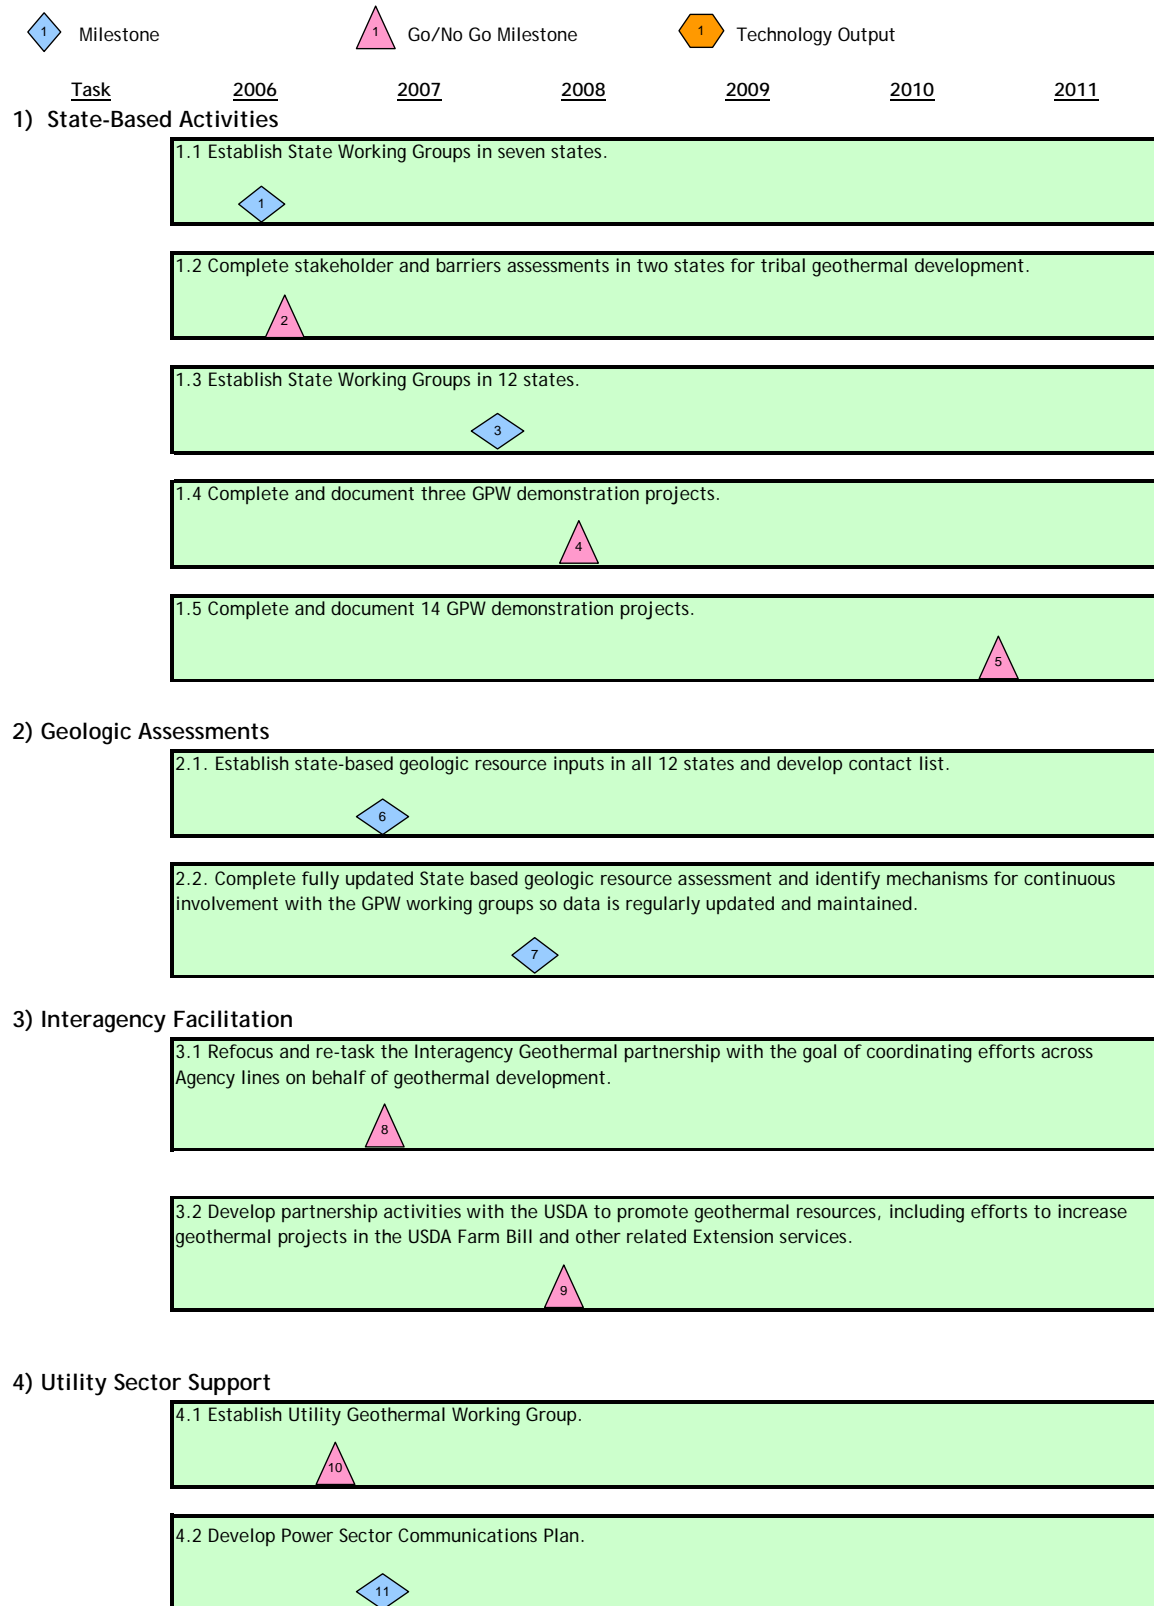 1 Milestone 1 Go/No Go Milestone 1 Technology Output
Task 2006 2007 2008 2009 2010 2011
1) State-Based Activities
1.1 Establish State Working Groups in seven states.
1
1.2 Complete stakeholder and barriers assessments in two states for tribal geothermal development.
2
1.3 Establish State Working Groups in 12 states.
3
1.4 Complete and document three GPW demonstration projects.
4
1.5 Complete and document 14 GPW demonstration projects.
5
2) Geologic Assessments
2.1. Establish state-based geologic resource inputs in all 12 states and develop contact list.
6
2.2. Complete fully updated State based geologic resource assessment and identify mechanisms for continuous
involvement with the GPW working groups so data is regularly updated and maintained.
7
3) Interagency Facilitation
3.1 Refocus and re-task the Interagency Geothermal partnership with the goal of coordinating efforts across
Agency lines on behalf of geothermal development.
8
3.2 Develop partnership activities with the USDA to promote geothermal resources, including efforts to increase
geothermal projects in the USDA Farm Bill and other related Extension services.
9
4) Utility Sector Support
4.1 Establish Utility Geothermal Working Group.
10
4.2 Develop Power Sector Communications Plan.
11